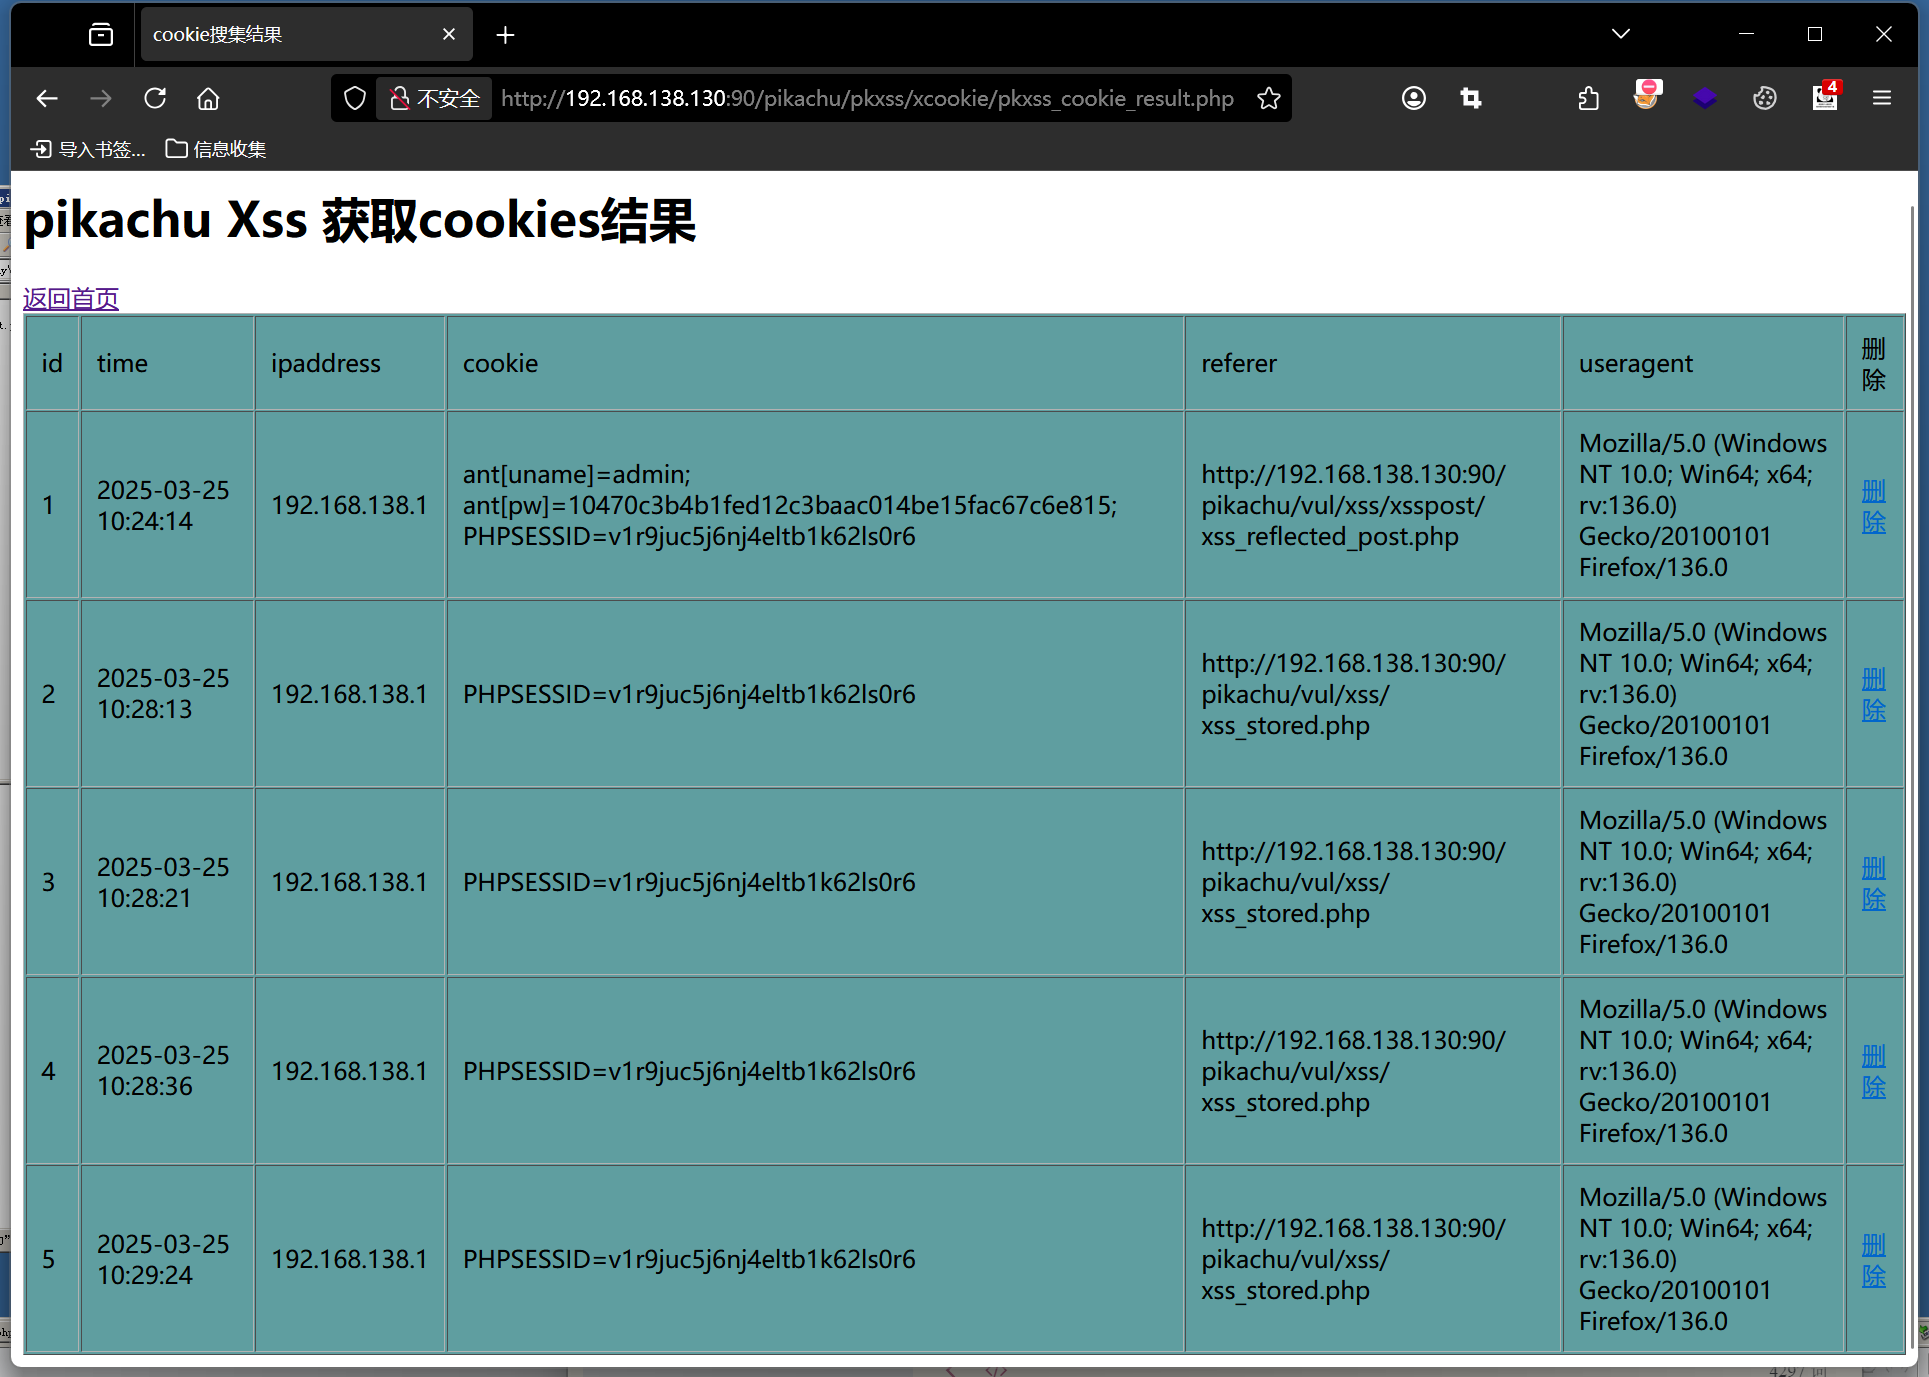 cookie搜集结果
不安全 http://192.168.138.130:90/pikachu/pkxss/xcookie/pkxss_cookie_result.php
4
导入书签... 信息收集
pikachu Xss 获取cookies结果
返回首页
id time ipaddress cookie referer useragent 删除
1 2025-03-25 10:24:14 192.168.138.1 ant[uname]=admin; ant[pw]=10470c3b4b1fed12c3baac014be15fac67c6e815; PHPSESSID=v1r9juc5j6nj4eltb1k62ls0r6 http://192.168.138.130:90/pikachu/vul/xss/xsspost/xss_reflected_post.php Mozilla/5.0 (Windows NT 10.0; Win64; x64; rv:136.0) Gecko/20100101 Firefox/136.0 删除
2 2025-03-25 10:28:13 192.168.138.1 PHPSESSID=v1r9juc5j6nj4eltb1k62ls0r6 http://192.168.138.130:90/pikachu/vul/xss/xss_stored.php Mozilla/5.0 (Windows NT 10.0; Win64; x64; rv:136.0) Gecko/20100101 Firefox/136.0 删除
3 2025-03-25 10:28:21 192.168.138.1 PHPSESSID=v1r9juc5j6nj4eltb1k62ls0r6 http://192.168.138.130:90/pikachu/vul/xss/xss_stored.php Mozilla/5.0 (Windows NT 10.0; Win64; x64; rv:136.0) Gecko/20100101 Firefox/136.0 删除
4 2025-03-25 10:28:36 192.168.138.1 PHPSESSID=v1r9juc5j6nj4eltb1k62ls0r6 http://192.168.138.130:90/pikachu/vul/xss/xss_stored.php Mozilla/5.0 (Windows NT 10.0; Win64; x64; rv:136.0) Gecko/20100101 Firefox/136.0 删除
5 2025-03-25 10:29:24 192.168.138.1 PHPSESSID=v1r9juc5j6nj4eltb1k62ls0r6 http://192.168.138.130:90/pikachu/vul/xss/xss_stored.php Mozilla/5.0 (Windows NT 10.0; Win64; x64; rv:136.0) Gecko/20100101 Firefox/136.0 删除